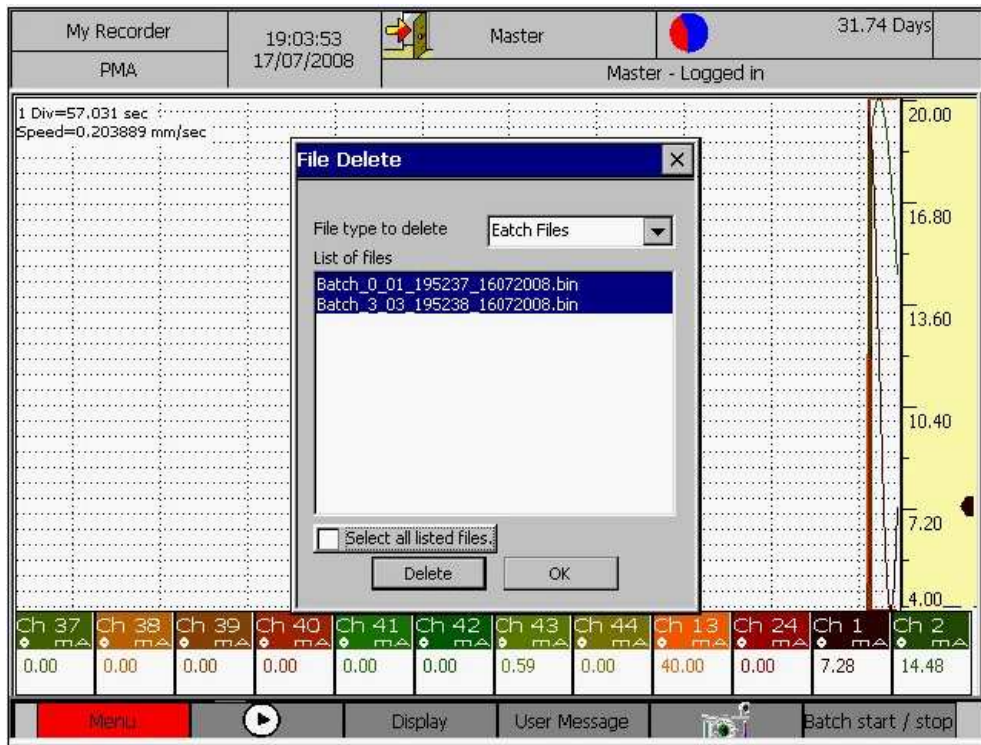 My Recorder
PMA
19:03:53
17/07/2008
Master
31.74 Days
Master - Logged in
1 Div=57.031 sec
Speed=0.203889 mm/sec
File Delete
File type to delete
Eatch Files
List of files
Batch_0_01_195237_16072008.bin
Batch_3_03_195238_16072008.bin
Select all listed files.
Delete
OK
20.00
16.80
13.60
10.40
7.20
4.00
Ch 37 Ch 38 Ch 39 Ch 40 Ch 41 Ch 42 Ch 43 Ch 44 Ch 13 Ch 24 Ch 1 Ch 2
mA mA mA mA mA mA mA mA mA mA mA mA
0.00 0.00 0.00 0.00 0.00 0.00 0.59 0.00 40.00 0.00 7.28 14.48
Menu Display User Message Batch start / stop